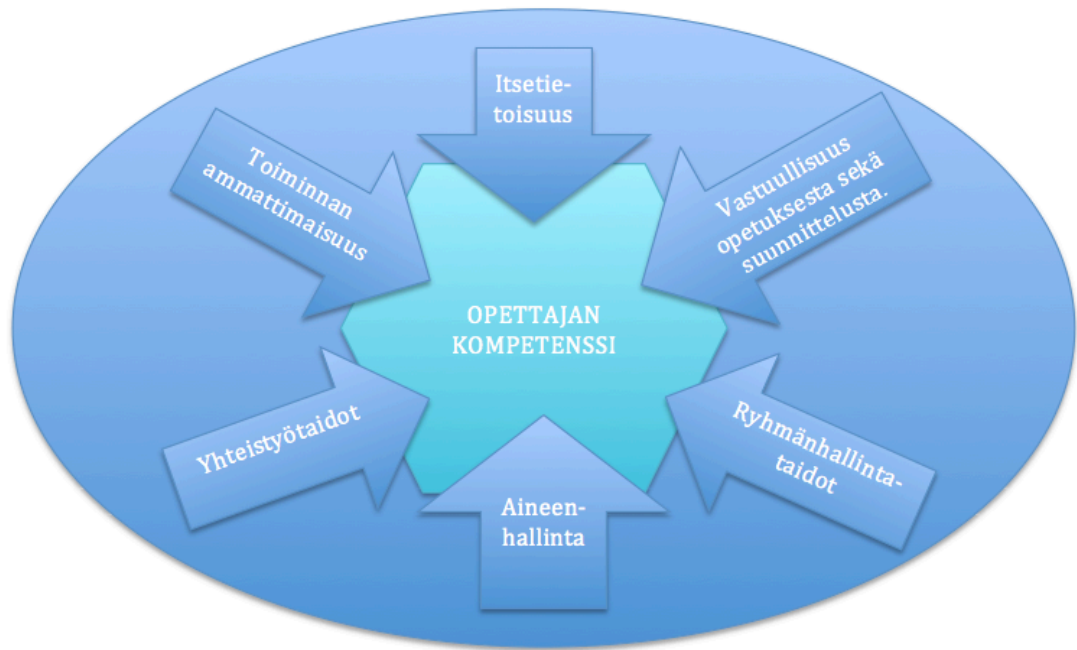 Itsetie-
toisuus
Toiminnan
ammattimaisuus
Vastuullisuus
opetuksesta sekä
suunnittelusta.
OPETTAJAN
KOMPETENSSI
Yhteistyötaidot
Ryhmänhallinta-
taidot
Aineen-
hallinta